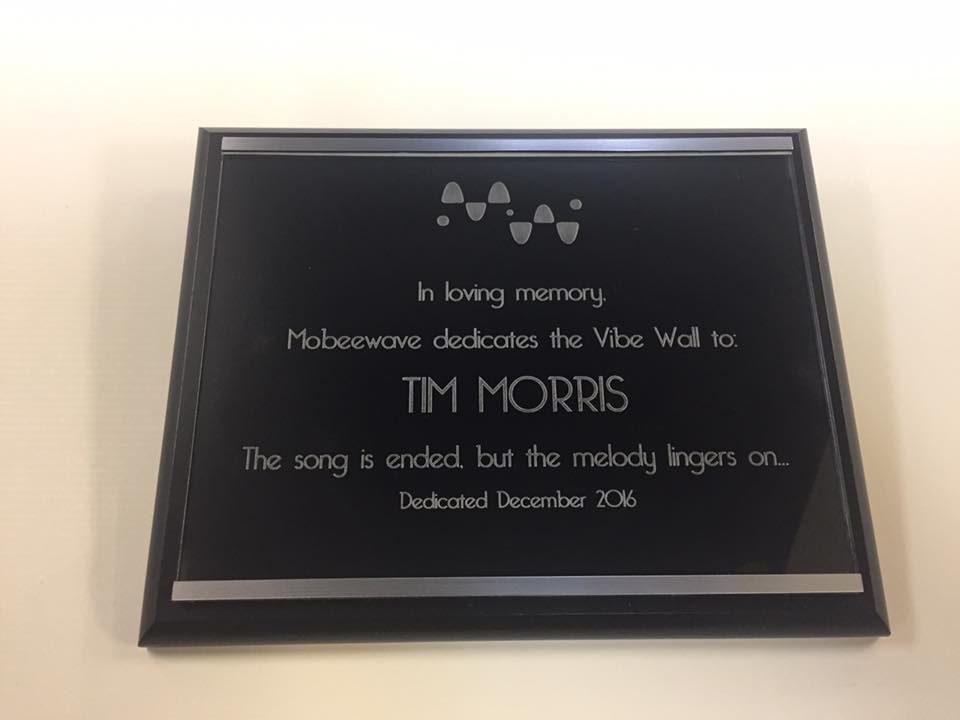 In loving memory,
Mobeewave dedicates the Vibe Wall to:
TIM MORRIS
The song is ended, but the melody lingers on...
Dedicated December 2016